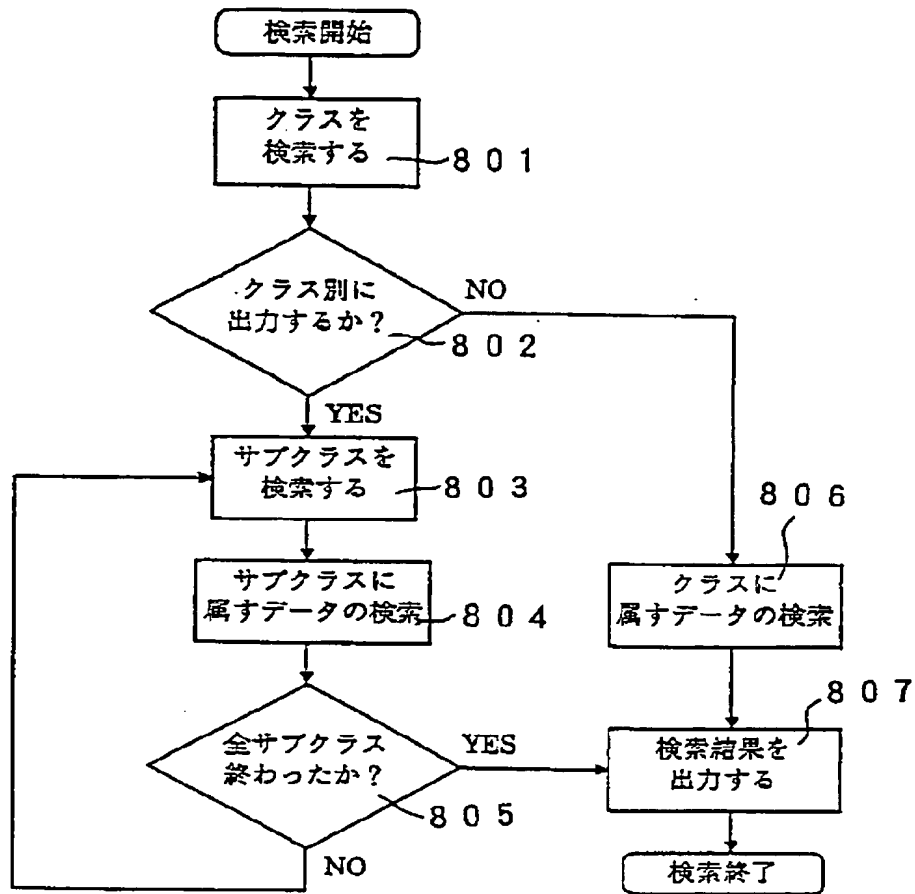 検索開始
クラスを
検索する
801
クラス別に
出力するか?
802
NO
YES
サブクラスを
検索する
803
サブクラスに
属すデータの検索
804
全サブクラス
終わったか?
805
YES
NO
806
クラスに
属すデータの検索
807
検索結果を
出力する
検索終了